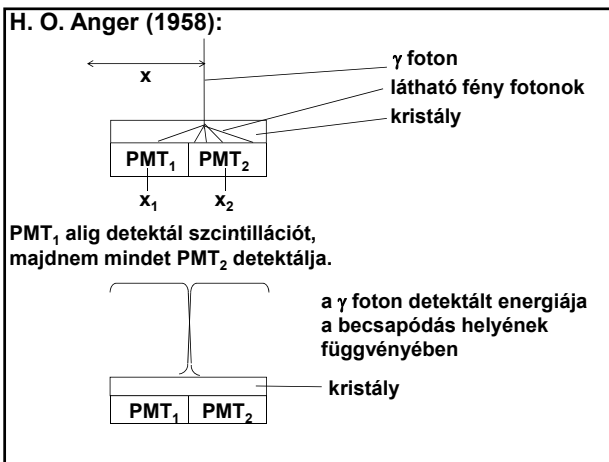 H. O. Anger (1958):
γ foton
x
látható fény fotonok
kristály
PMT₁ PMT₂
x₁ x₂
PMT₁ alig detektál szcintillációt,
majdnem mindet PMT₂ detektálja.
a γ foton detektált energiája
a becsapódás helyének
függvényében
kristály
PMT₁ PMT₂